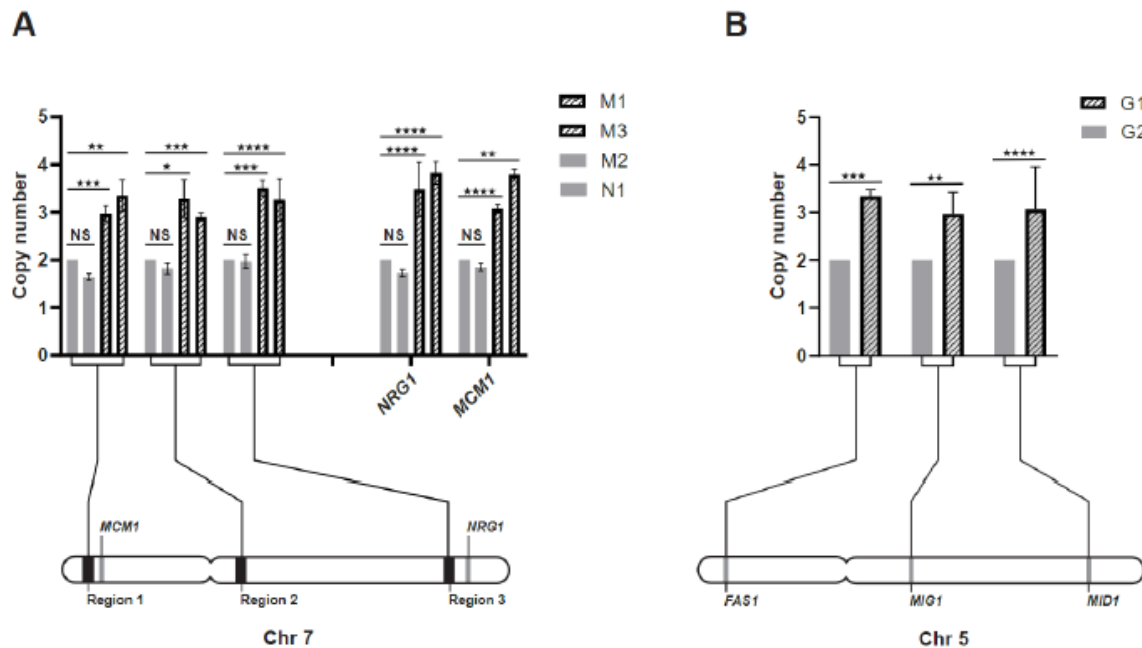 A
B
M1
M3
M2
N1
G1
G2
Copy number
5
4
3
2
1
0
** *** **** **** **
*** * *** **** ****
NS NS NS NS NS
NRG1
MCM1
MCM1
NRG1
Region 1
Region 2
Region 3
Chr 7
Copy number
5
4
3
2
1
0
*** ** ****
FAS1
MIG1
MID1
Chr 5